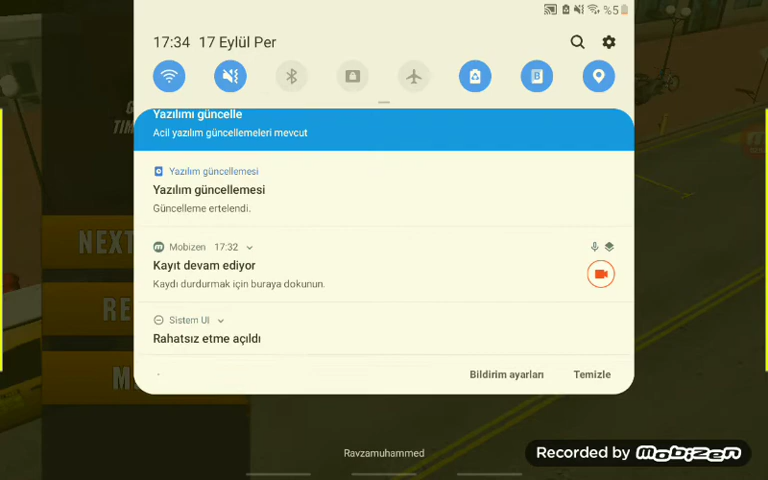 %5
17:34 17 Eylül Per
Yazılımı güncelle
Acil yazılım güncellemeleri mevcut
Yazılım güncellemesi
Yazılım güncellemesi
Güncelleme ertelendi.
Mobizen 17:32
Kayıt devam ediyor
Kaydı durdurmak için buraya dokunun.
Sistem UI
Rahatsız etme açıldı
Bildirim ayarları Temizle
NEXT
RE
M
TIM
Ravzamuhammed
Recorded by mobizen